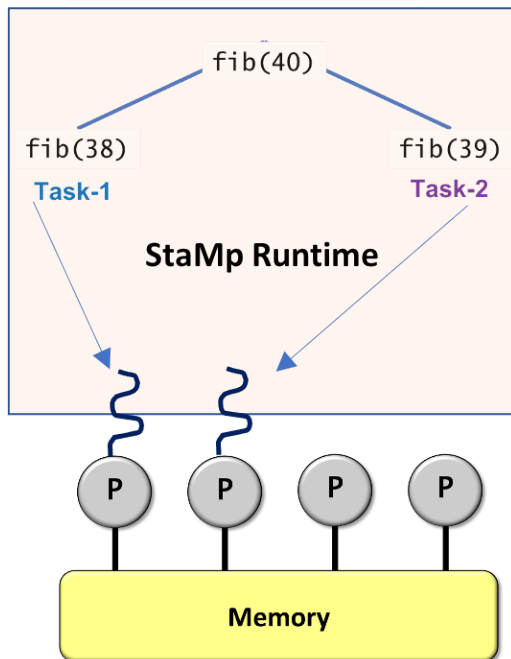 fib(40)
fib(38) fib(39)
Task-1 Task-2
StaMp Runtime
P P P P
Memory